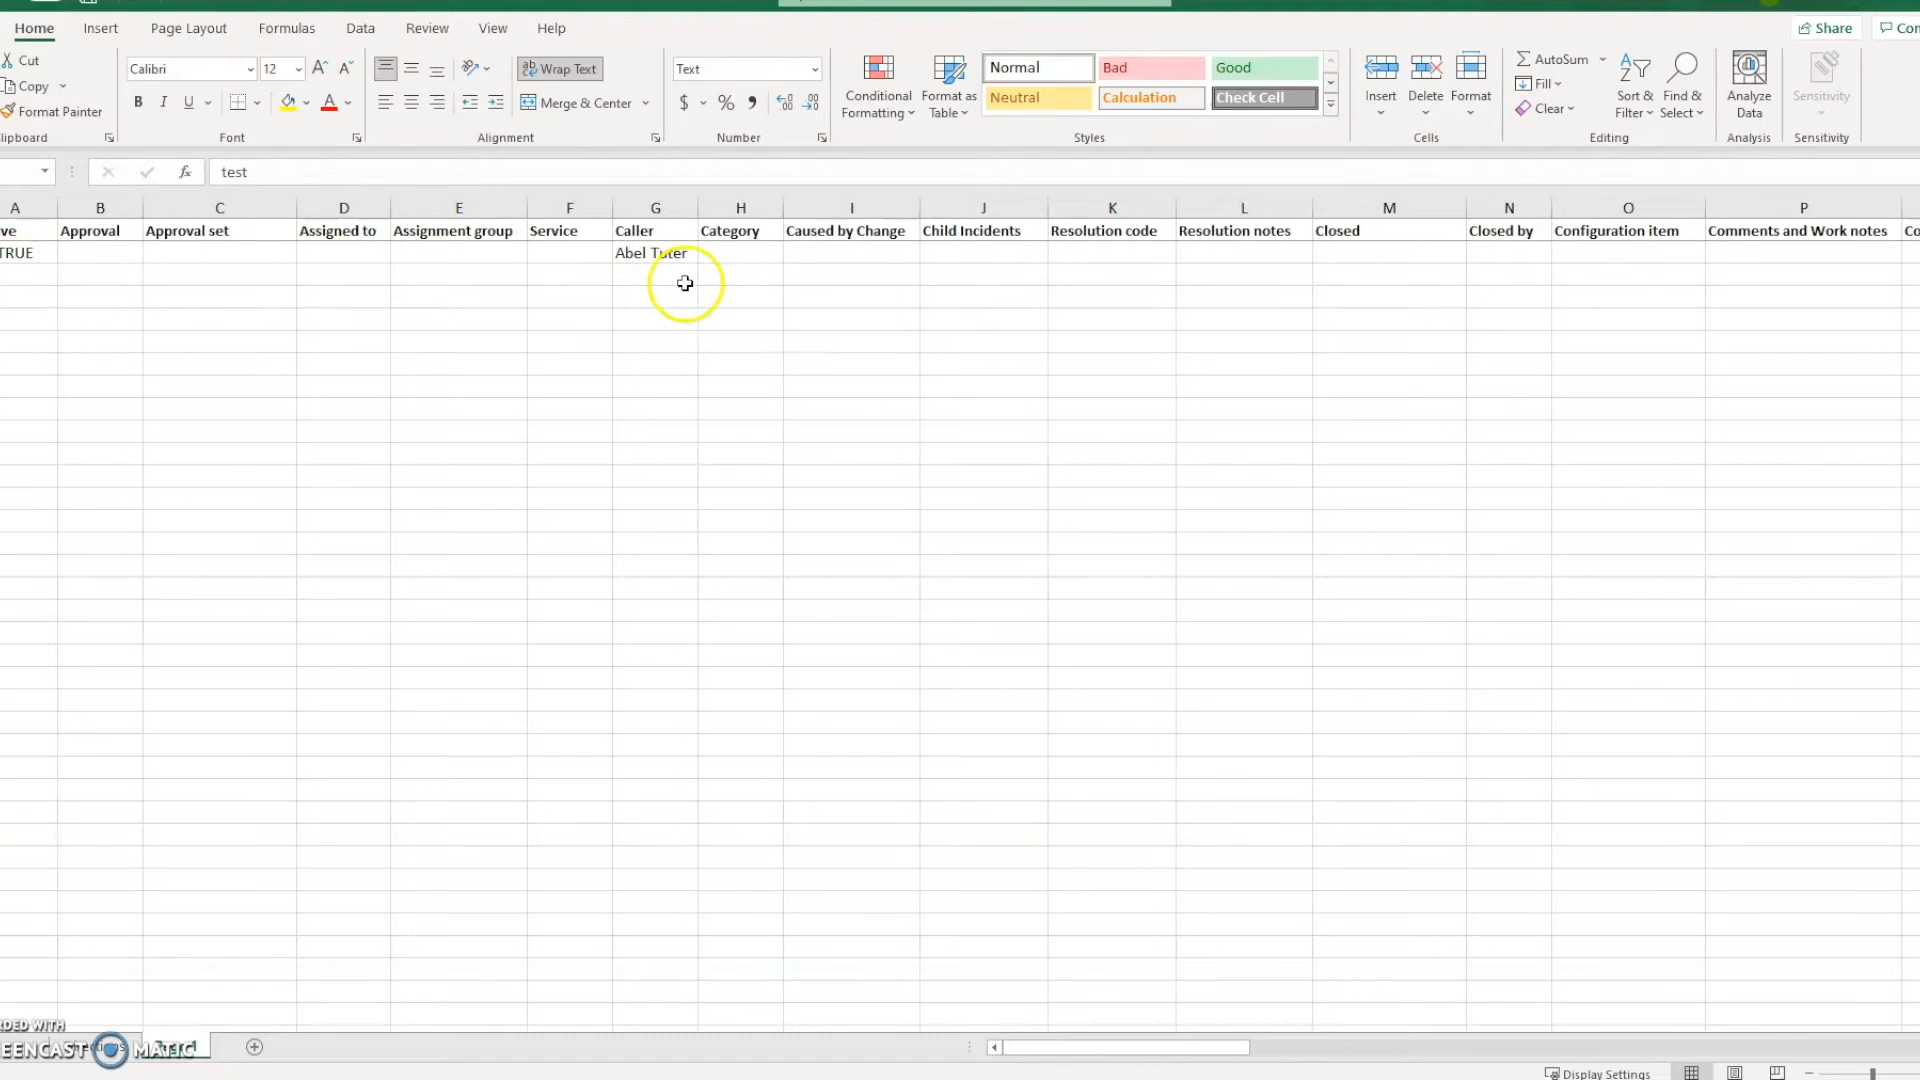 Home Insert Page Layout Formulas Data Review View Help Share
Cut
Copy
Format Painter
Calibri 12
B I U
Wrap Text
Merge & Center
Text
$ %
Conditional Formatting
Format as Table
Normal Bad Good
Neutral Calculation Check Cell
Insert Delete Format
AutoSum
Fill
Clear
Sort & Filter
Find & Select
Analyze Data
Sensitivity
Font Alignment Number Styles Cells Editing Analysis Sensitivity
fx test
A B C D E F G H I J K L M N O P
ve Approval Approval set Assigned to Assignment group Service Caller Category Caused by Change Child Incidents Resolution code Resolution notes Closed Closed by Configuration item Comments and Work notes Co
TRUE Abel Tuter
Display Settings